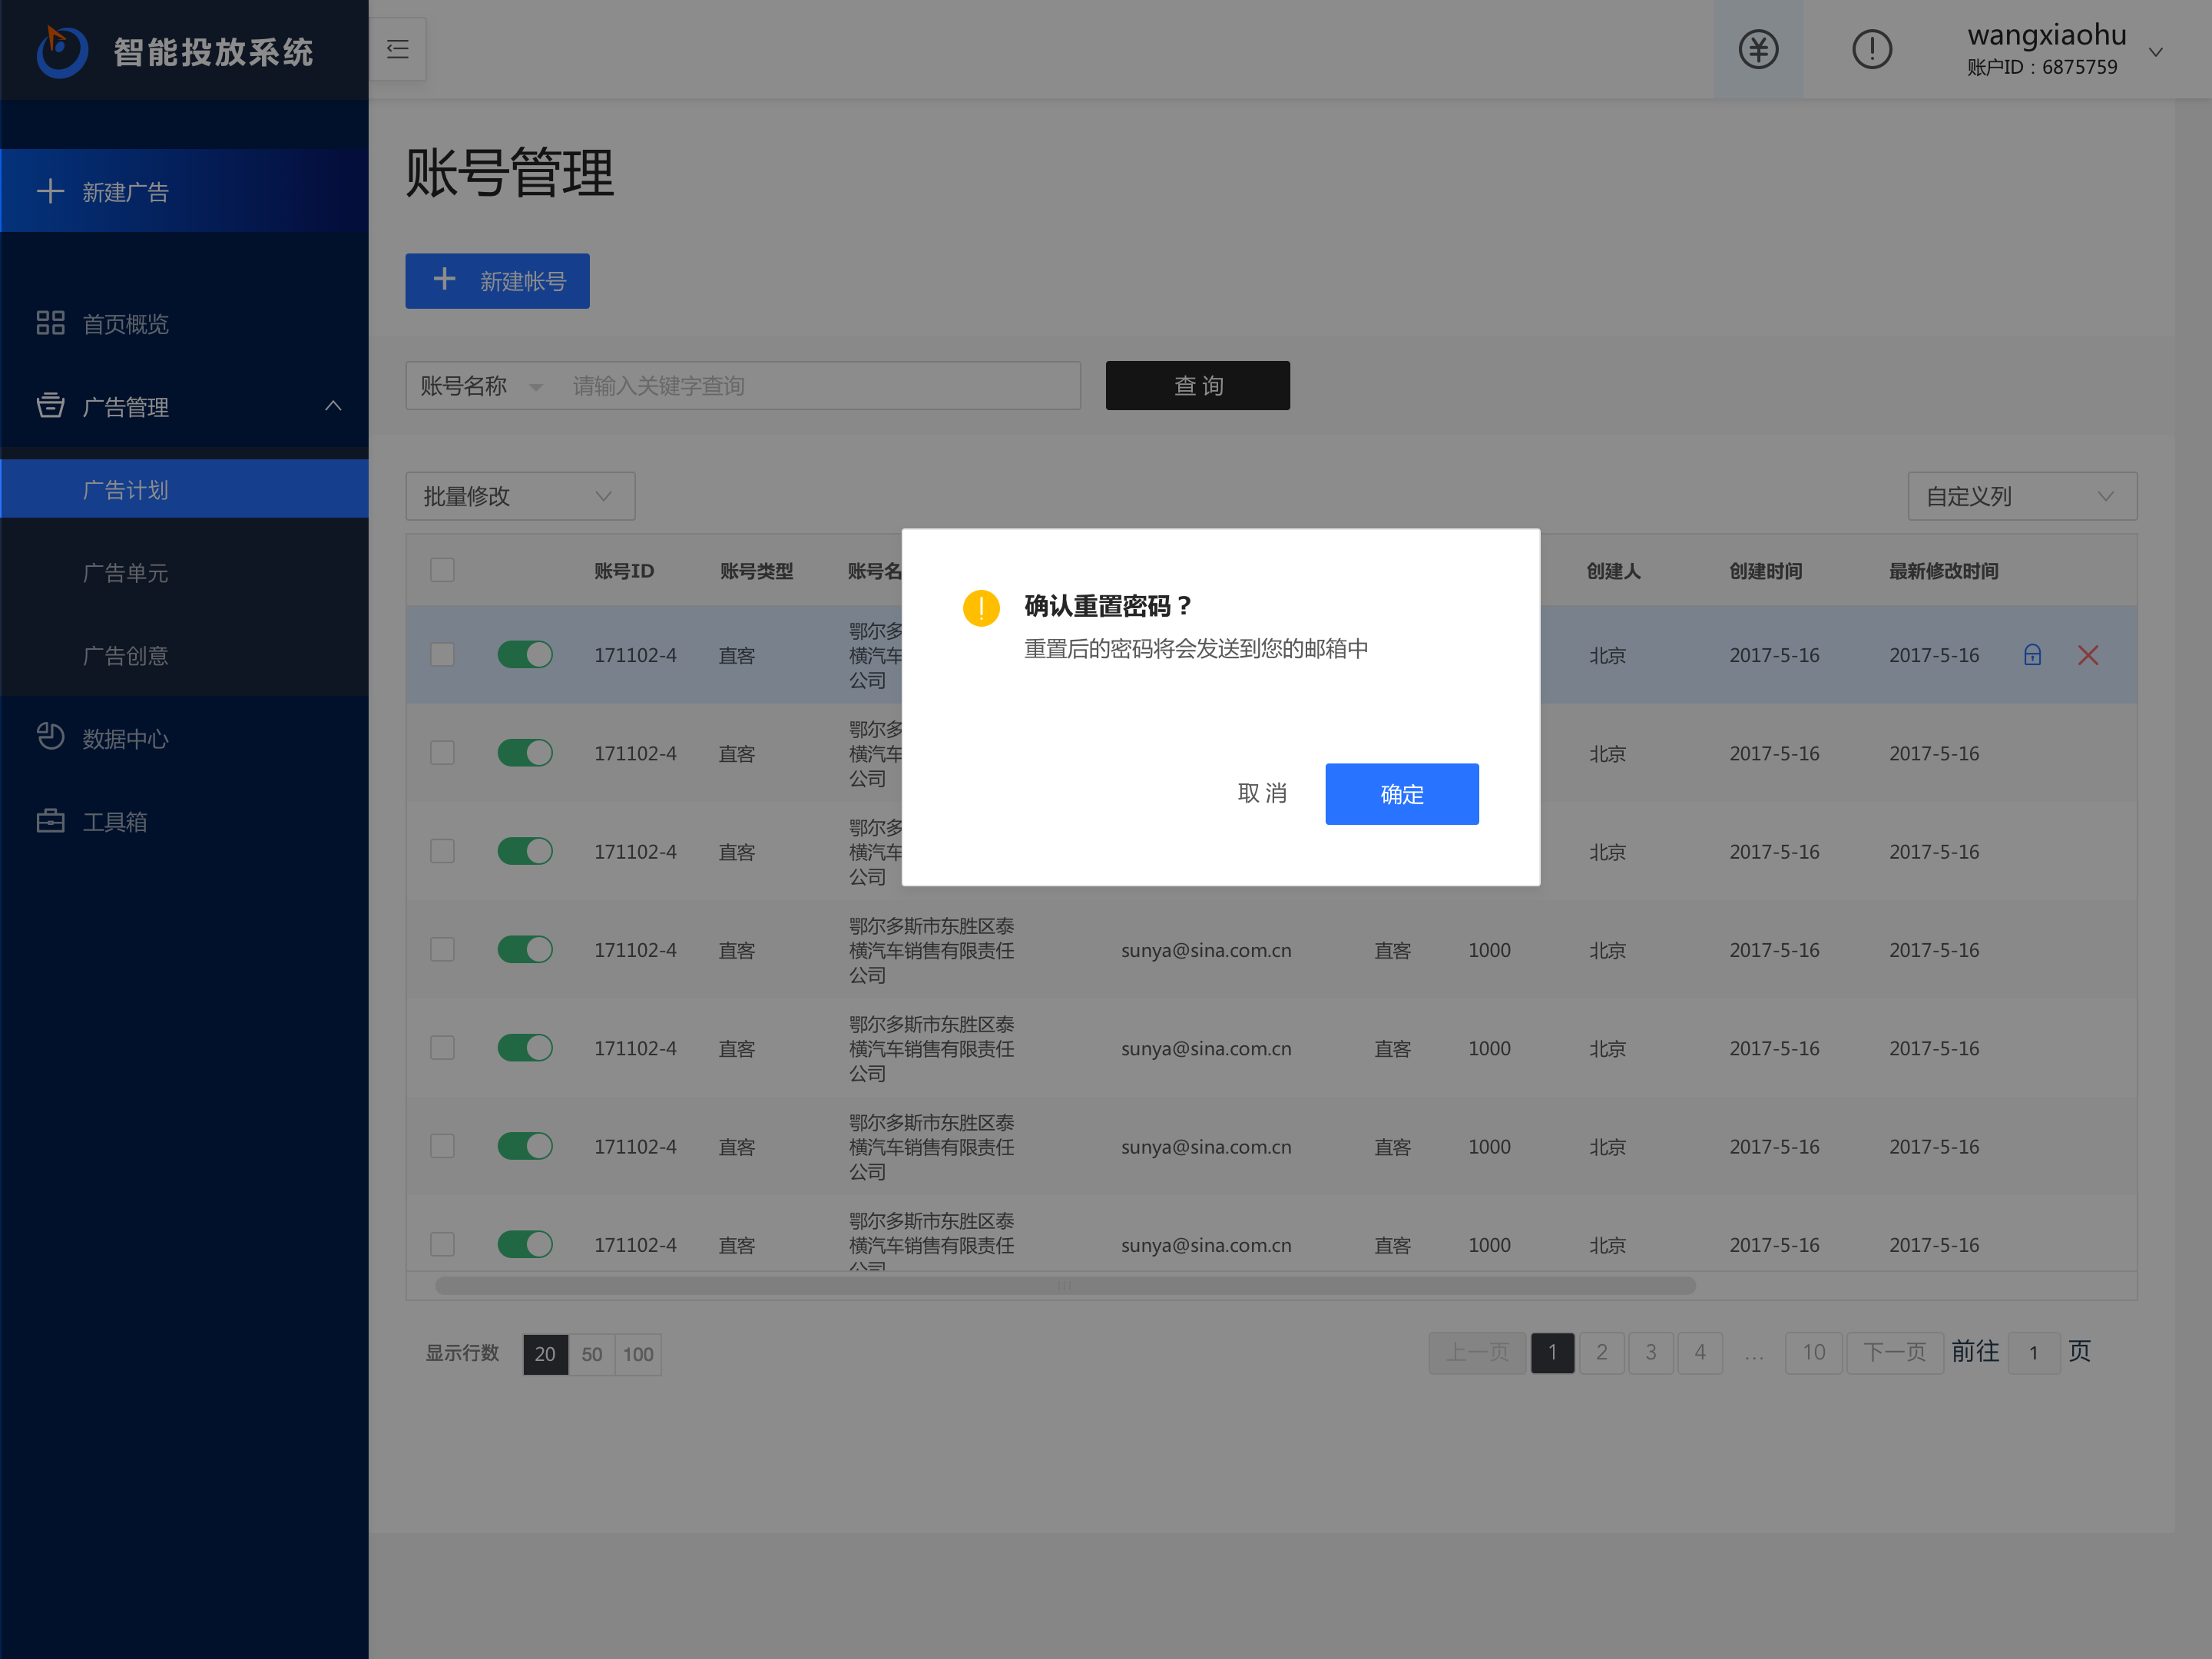 智能投放系统
wangxiaohu
账户ID：6875759
新建广告
首页概览
广告管理
广告计划
广告单元
广告创意
数据中心
工具箱
账号管理
新建帐号
账号名称
请输入关键字查询
查 询
批量修改
自定义列
账号ID 账号类型 账号名 创建人 创建时间 最新修改时间
鄂尔多
171102-4 直客 横汽车 北京 2017-5-16 2017-5-16
公司
鄂尔多
171102-4 直客 横汽车 北京 2017-5-16 2017-5-16
公司
鄂尔多
171102-4 直客 横汽车 北京 2017-5-16 2017-5-16
公司
确认重置密码？
重置后的密码将会发送到您的邮箱中
取 消
确定
鄂尔多斯市东胜区泰
171102-4 直客 横汽车销售有限责任 sunya@sina.com.cn 直客 1000 北京 2017-5-16 2017-5-16
公司
鄂尔多斯市东胜区泰
171102-4 直客 横汽车销售有限责任 sunya@sina.com.cn 直客 1000 北京 2017-5-16 2017-5-16
公司
鄂尔多斯市东胜区泰
171102-4 直客 横汽车销售有限责任 sunya@sina.com.cn 直客 1000 北京 2017-5-16 2017-5-16
公司
鄂尔多斯市东胜区泰
171102-4 直客 横汽车销售有限责任 sunya@sina.com.cn 直客 1000 北京 2017-5-16 2017-5-16
公司
显示行数 20 50 100
上一页 1 2 3 4 ... 10 下一页 前往 1 页